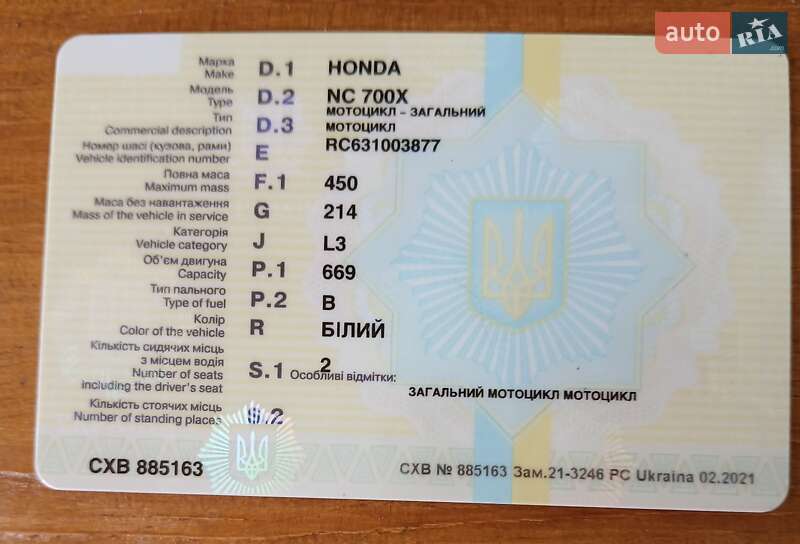 auto RIA .com
Марка
Make D.1 HONDA
Модель
Type D.2 NC 700X
МОТОЦИКЛ – ЗАГАЛЬНИЙ
Тип
Commercial description D.3 МОТОЦИКЛ
Номер шасі (кузова, рами)
Vehicle identification number E RC631003877
Повна маса
Maximum mass F.1 450
Маса без навантаження
Mass of the vehicle in service G 214
Категорія
Vehicle category J L3
Об'єм двигуна
Capacity P.1 669
Тип пального
Type of fuel P.2 B
Колір
Color of the vehicle R БІЛИЙ
Кількість сидячих місць
з місцем водія
Number of seats
including the driver's seat S.1 2
Особливі відмітки:
ЗАГАЛЬНИЙ МОТОЦИКЛ МОТОЦИКЛ
Кількість стоячих місць
Number of standing places S.2
СХВ 885163
СХВ № 885163 Зам.21-3246 PC Ukraina 02.2021